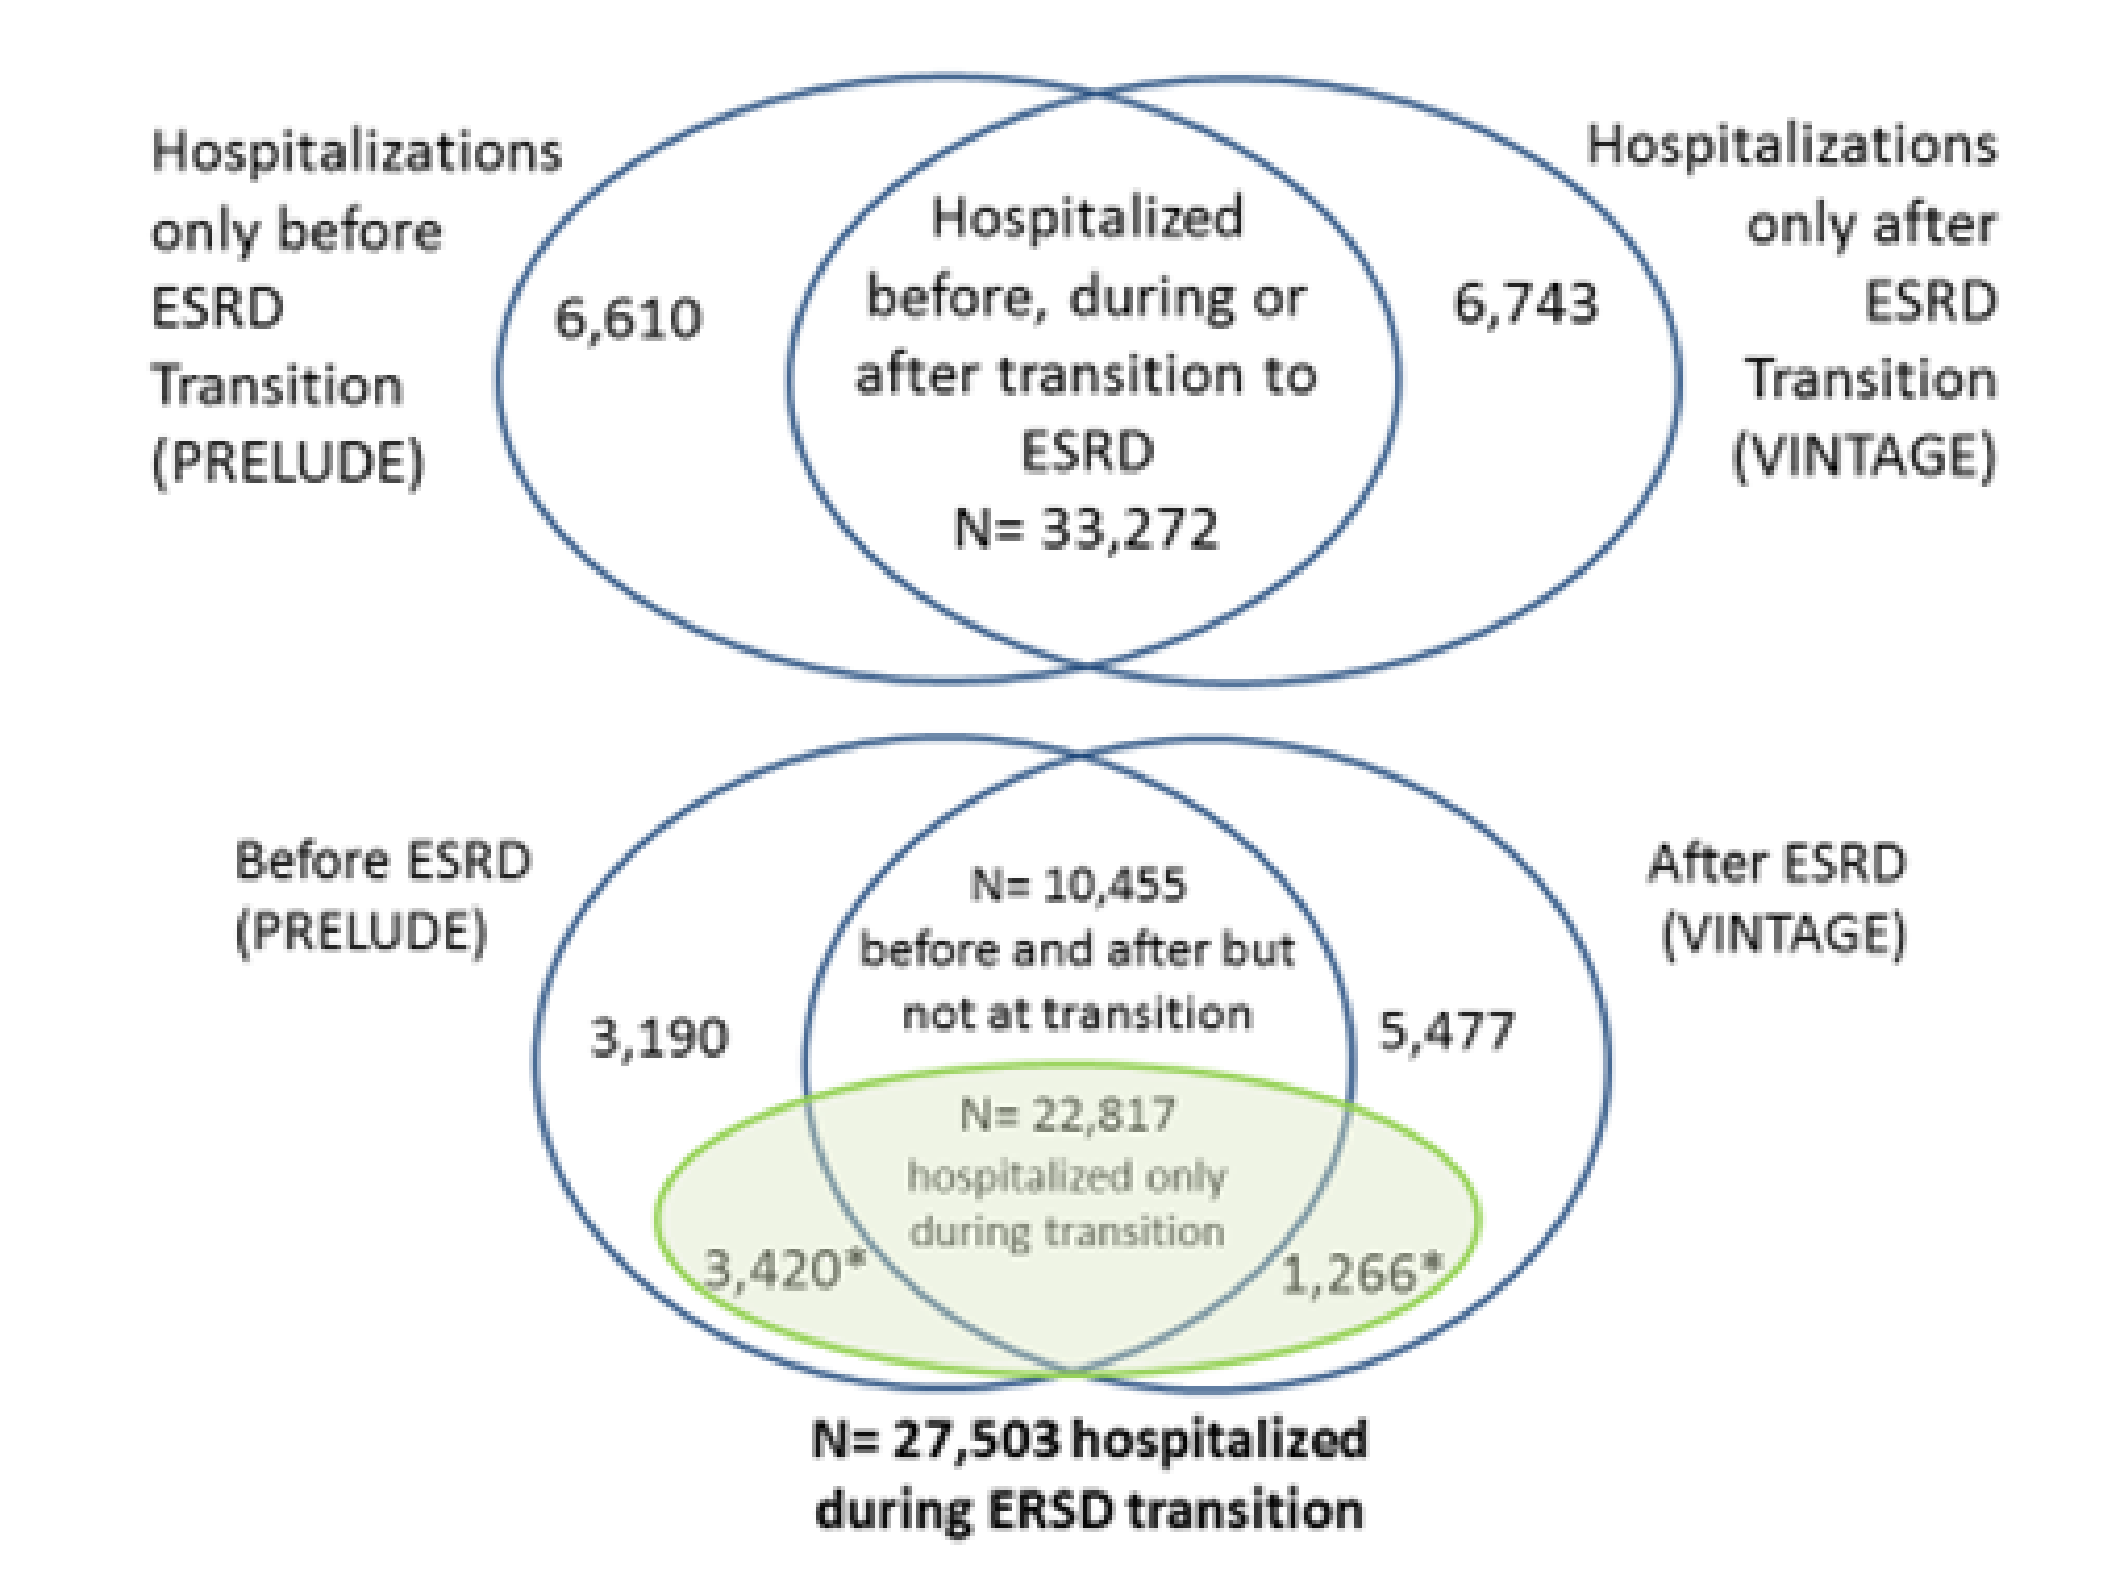 Hospitalizations
only before
ESRD
Transition
(PRELUDE)
6,610
Hospitalized
before, during or
after transition to
ESRD
N= 33,272
6,743
Hospitalizations
only after
ESRD
Transition
(VINTAGE)
Before ESRD
(PRELUDE)
3,190
N= 10,455
before and after but
not at transition
5,477
After ESRD
(VINTAGE)
N= 22,817
hospitalized only
during transition
3,420*
1,266*
N= 27,503 hospitalized
during ERSD transition